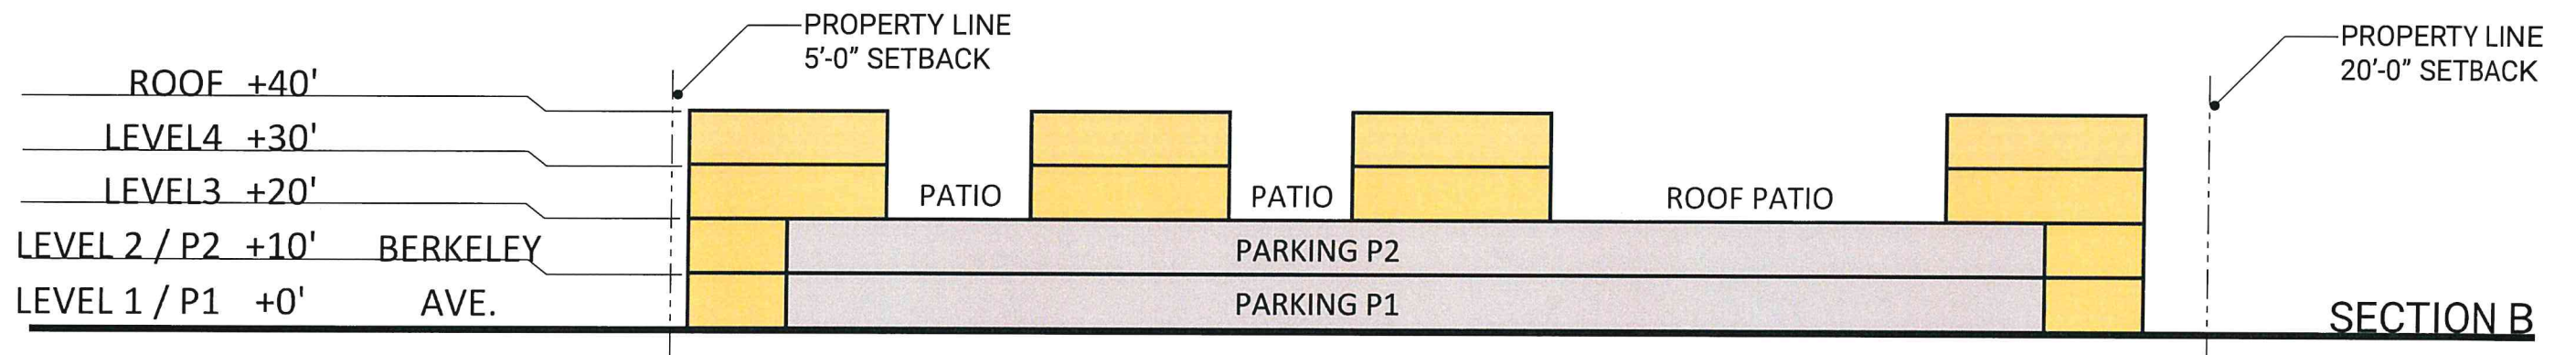 PROPERTY LINE
5'-0" SETBACK
PROPERTY LINE
20'-0" SETBACK
ROOF +40'
LEVEL4 +30'
LEVEL3 +20'
LEVEL 2 / P2 +10' BERKELEY
LEVEL 1 / P1 +0' AVE.
PATIO
PATIO
ROOF PATIO
PARKING P2
PARKING P1
SECTION B